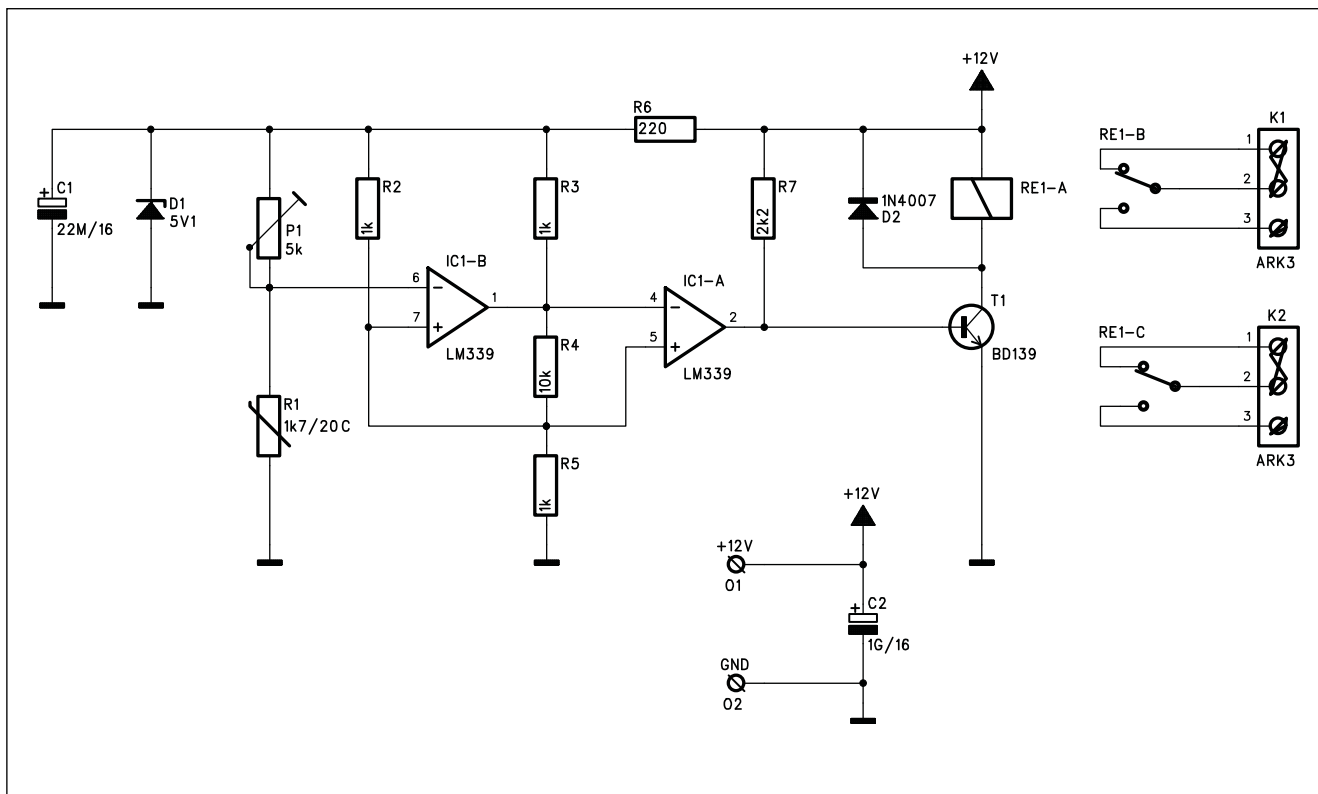 +12V
R6
220
K1
RE1-B
1
2
3
ARK3
C1
+
22M/16
D1
5V1
P1
5k
R2
1k
R3
1k
R7
2k2
1N4007
D2
RE1-A
IC1-B
6
-
7
+
1
LM339
IC1-A
4
-
5
+
2
LM339
T1
BD139
K2
RE1-C
1
2
3
ARK3
R4
10k
R1
1k7/20C
R5
1k
+12V
+12V
O1
+
C2
1G/16
GND
O2